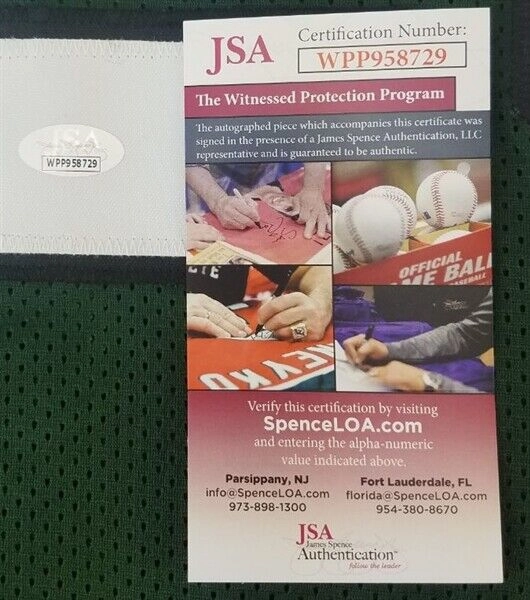 JSA
WPP958729
JSA
Certification Number:
WPP958729
The Witnessed Protection Program
The autographed piece which accompanies this certificate was
signed in the presence of a James Spence Authentication, LLC
representative and is guaranteed to be authentic.
OFFICIAL
ME BALL
BASEBALL
EYKO
Verify this certification by visiting
SpenceLOA.com
and entering the alpha-numeric
value indicated above.
Parsippany, NJ
info@SpenceLOA.com
973-898-1300
Fort Lauderdale, FL
florida@SpenceLOA.com
954-380-8670
JSA
James Spence
Authentication™
follow the leader